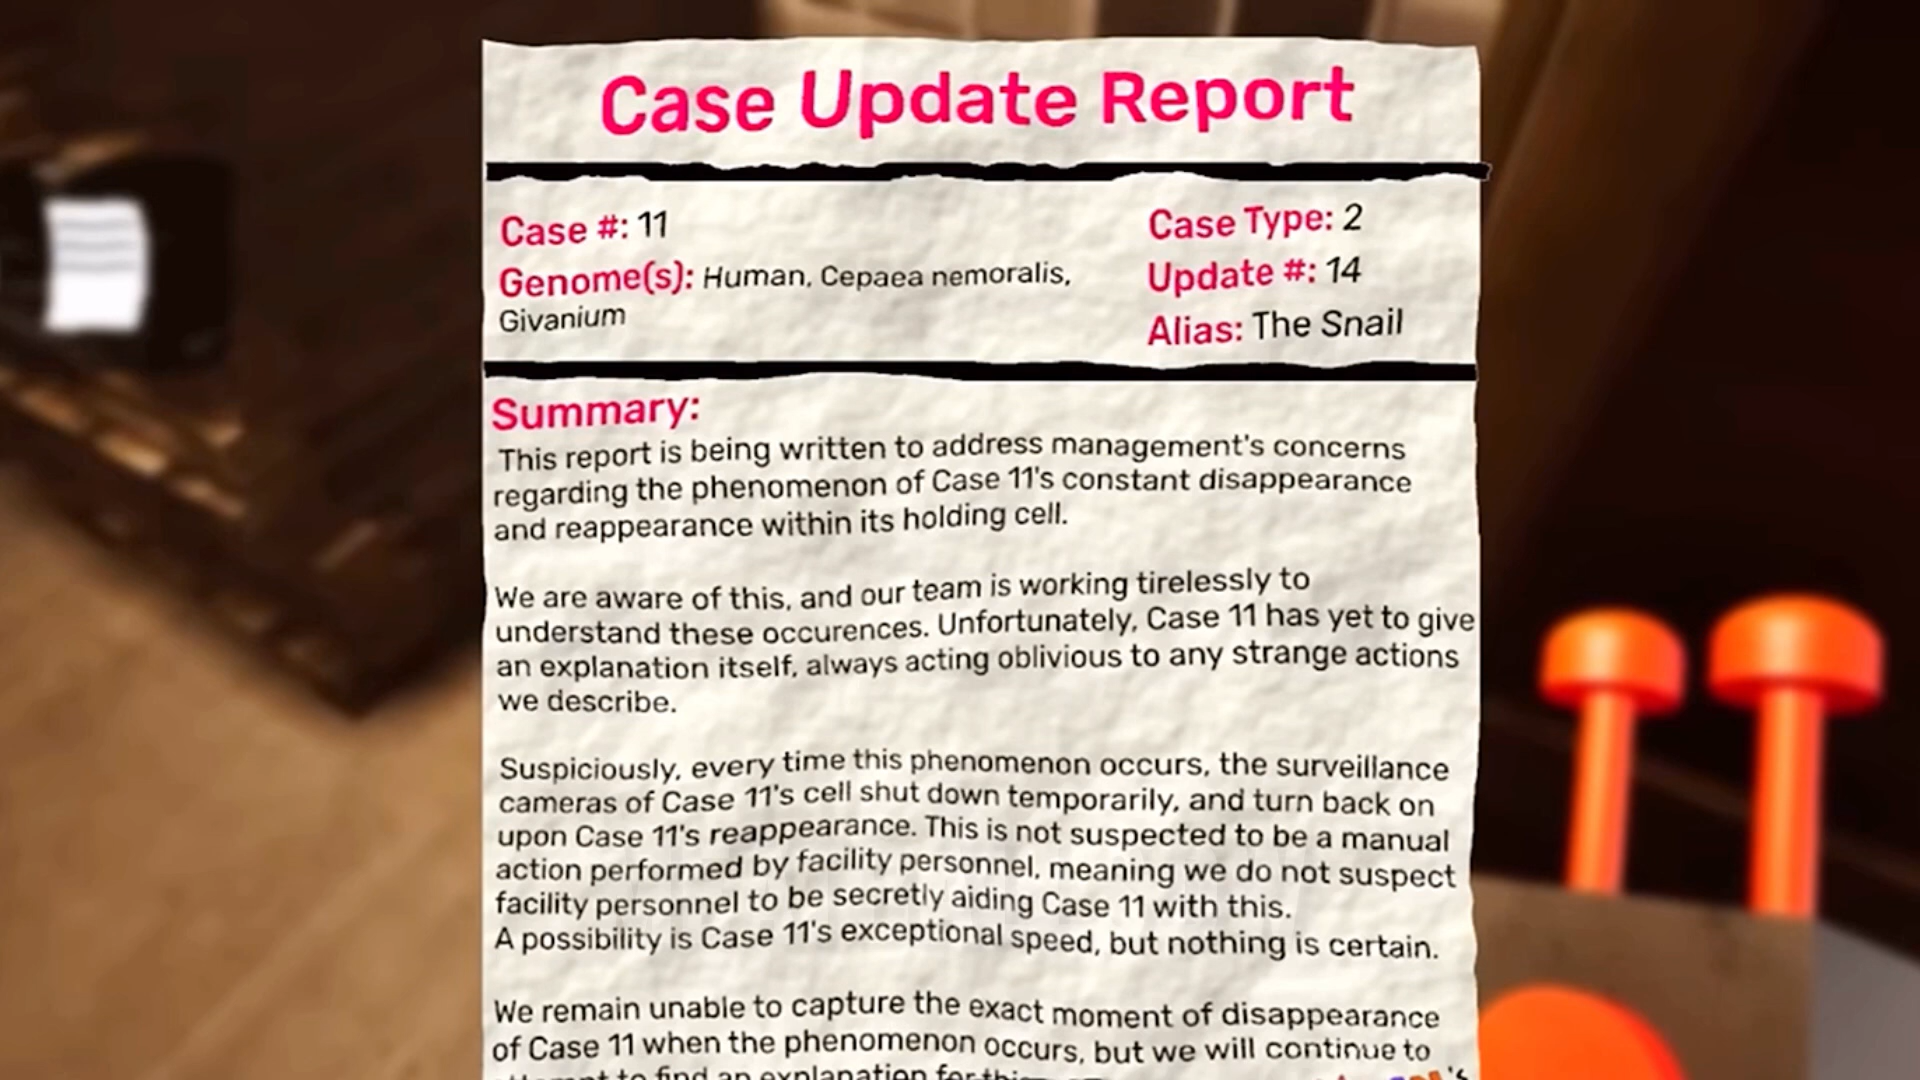 Case Update Report
Case #: 11
Genome(s): Human, Cepaea nemoralis,
Givanium
Case Type: 2
Update #: 14
Alias: The Snail
Summary:
This report is being written to address management's concerns
regarding the phenomenon of Case 11's constant disappearance
and reappearance within its holding cell.
We are aware of this, and our team is working tirelessly to
understand these occurences. Unfortunately, Case 11 has yet to give
an explanation itself, always acting oblivious to any strange actions
we describe.
Suspiciously, every time this phenomenon occurs, the surveillance
cameras of Case 11's cell shut down temporarily, and turn back on
upon Case 11's reappearance. This is not suspected to be a manual
action performed by facility personnel, meaning we do not suspect
facility personnel to be secretly aiding Case 11 with this.
A possibility is Case 11's exceptional speed, but nothing is certain.
We remain unable to capture the exact moment of disappearance
of Case 11 when the phenomenon occurs, but we will continue to
attempt to find an explanation for this